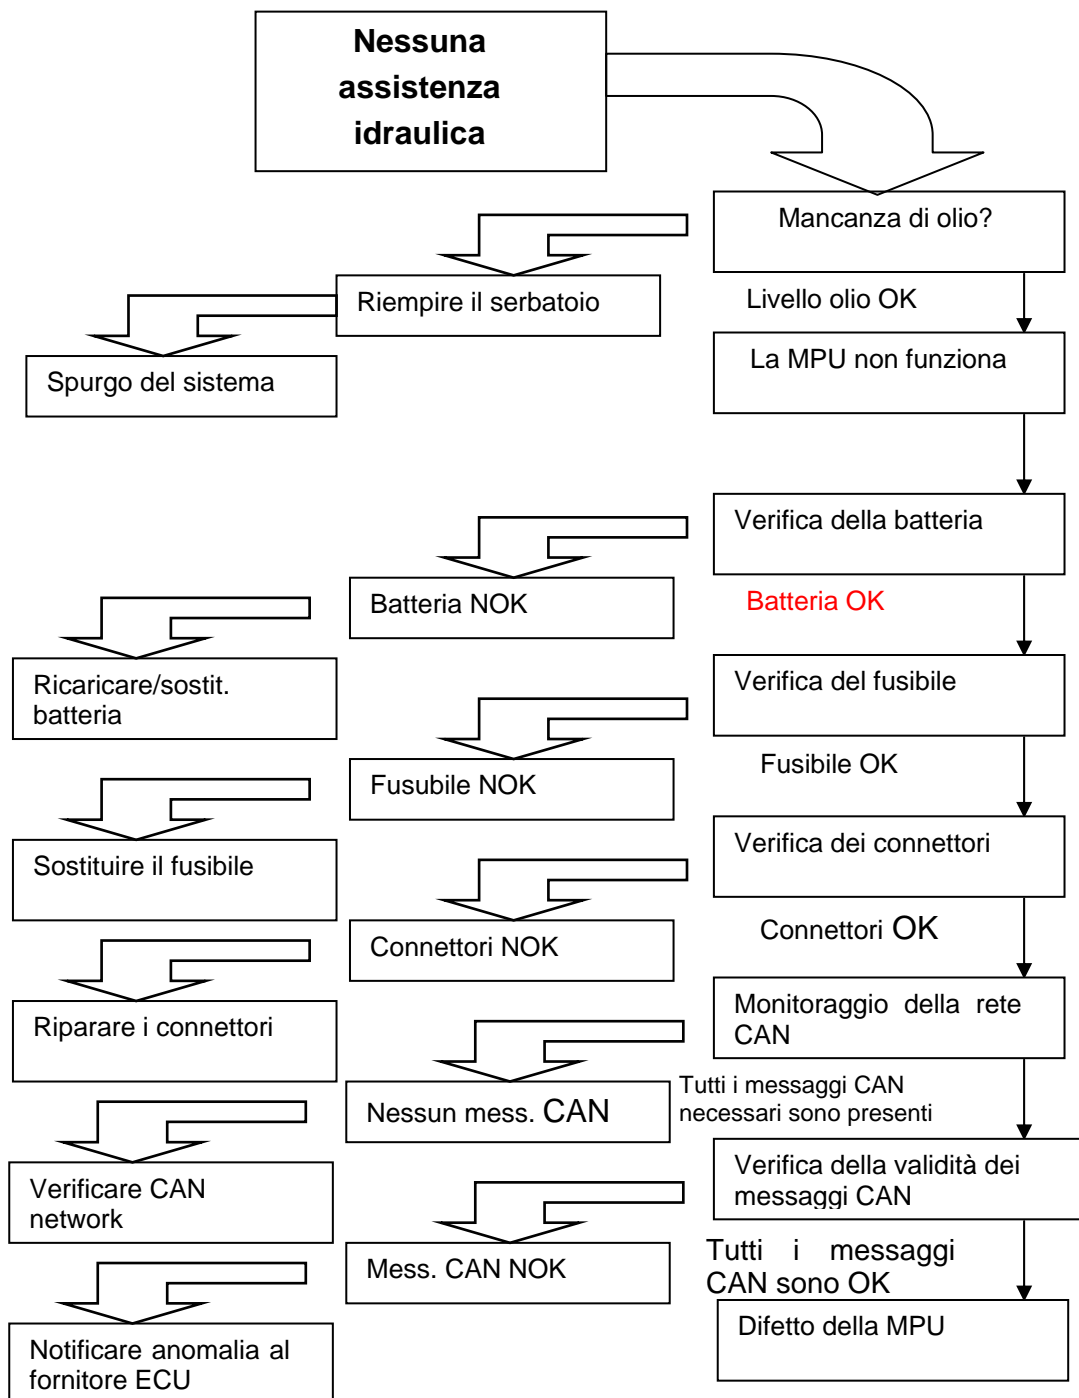 Nessuna
assistenza
idraulica
Mancanza di olio?
Riempire il serbatoio
Livello olio OK
Spurgo del sistema
La MPU non funziona
Verifica della batteria
Batteria NOK
Batteria OK
Ricaricare/sostit.
batteria
Verifica del fusibile
Fusubile NOK
Fusibile OK
Sostituire il fusibile
Verifica dei connettori
Connettori NOK
Connettori OK
Riparare i connettori
Monitoraggio della rete
CAN
Nessun mess. CAN
Tutti i messaggi CAN
necessari sono presenti
Verificare CAN
network
Verifica della validità dei
messaggi CAN
Mess. CAN NOK
Tutti i messaggi
CAN sono OK
Notificare anomalia al
fornitore ECU
Difetto della MPU